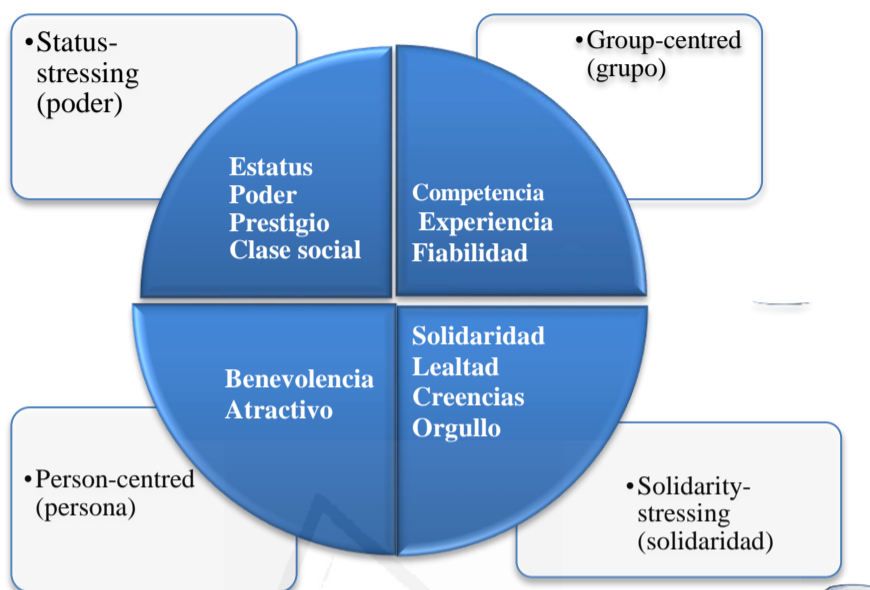 •Status-
stressing
(poder)
•Group-centred
(grupo)
Estatus
Poder
Prestigio
Clase social
Competencia
Experiencia
Fiabilidad
Benevolencia
Atractivo
Solidaridad
Lealtad
Creencias
Orgullo
•Person-centred
(persona)
•Solidarity-
stressing
(solidaridad)